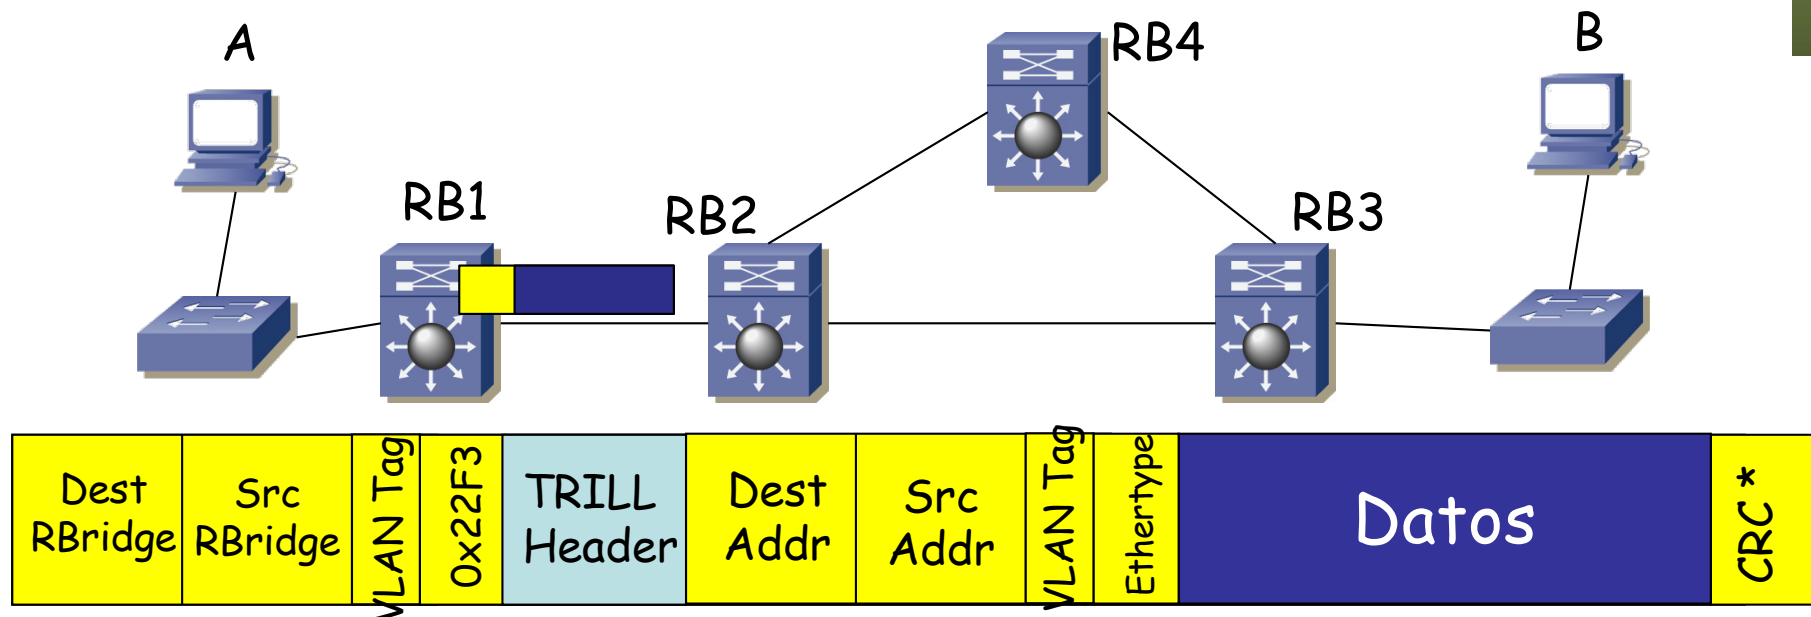 A
RB4
B
RB1
RB2
RB3
Dest
RBridge
Src
RBridge
VLAN Tag
0x22F3
TRILL
Header
Dest
Addr
Src
Addr
VLAN Tag
Ethertype
Datos
CRC *